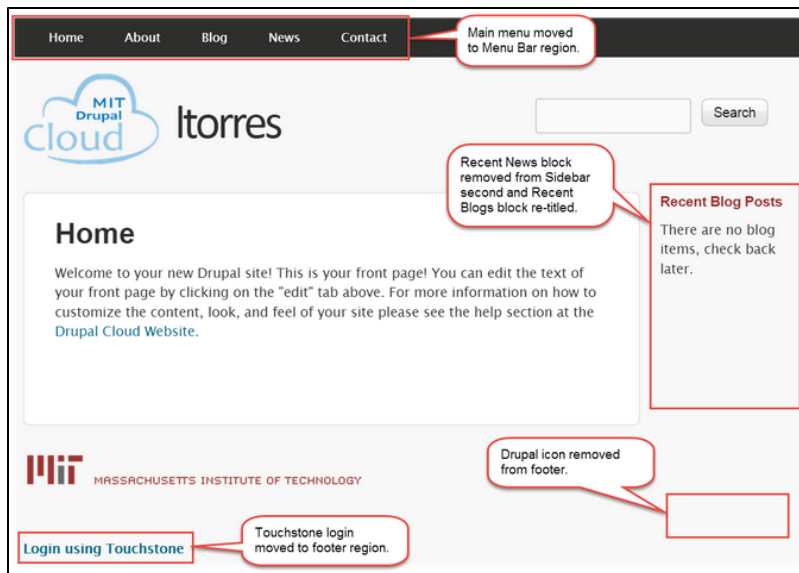 Home About Blog News Contact
Main menu moved
to Menu Bar region.
MIT
Drupal
Cloud
ltorres
Search
Recent News block
removed from Sidebar
second and Recent
Blogs block re-titled.
Recent Blog Posts
There are no blog
items, check back
later.
Home
Welcome to your new Drupal site! This is your front page! You can edit the text of
your front page by clicking on the "edit" tab above. For more information on how to
customize the content, look, and feel of your site please see the help section at the
Drupal Cloud Website.
Drupal icon removed
from footer.
MIT MASSACHUSETTS INSTITUTE OF TECHNOLOGY
Touchstone login
moved to footer region.
Login using Touchstone